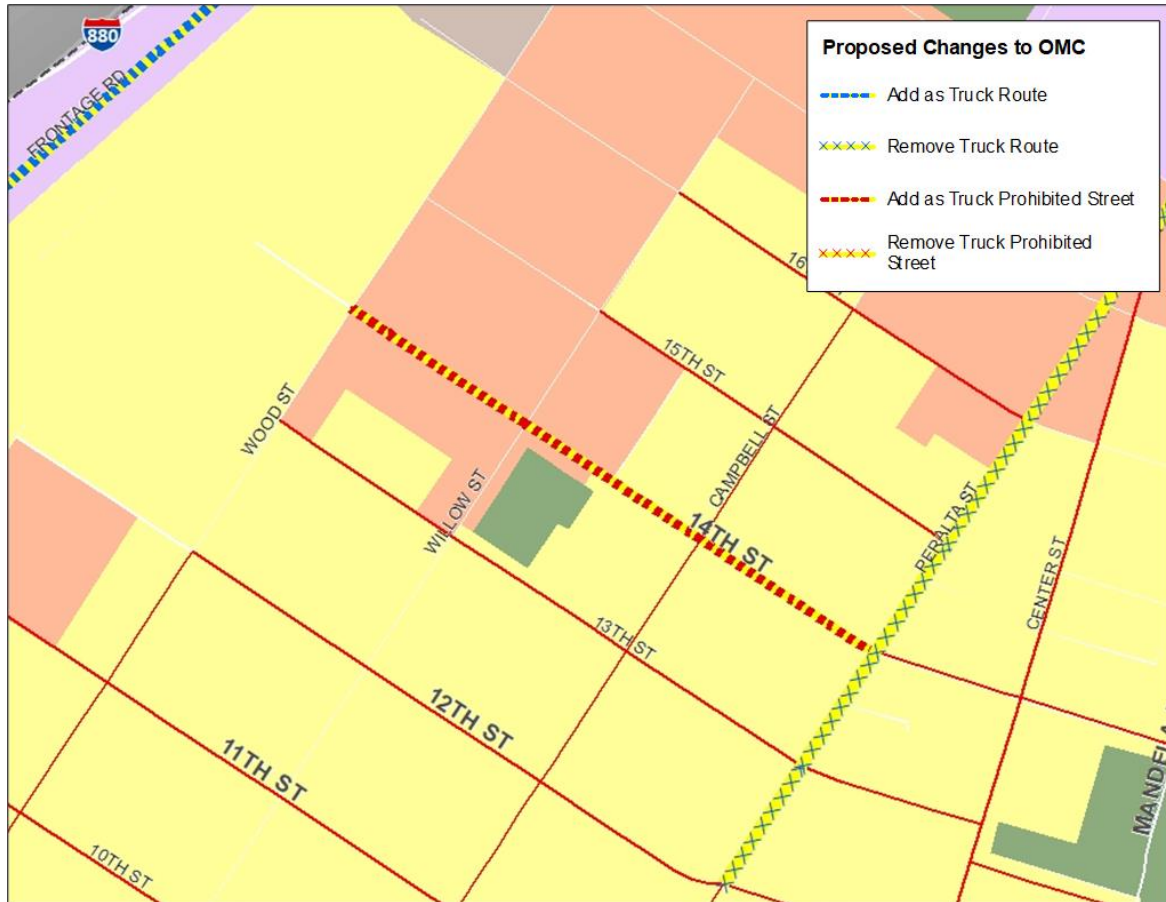 880
FRONTAGE RD
Proposed Changes to OMC
Add as Truck Route
Remove Truck Route
Add as Truck Prohibited Street
Remove Truck Prohibited
Street
16
15TH ST
WOOD ST
CAMPBELL ST
WILLOW ST
14TH ST
PERALTA ST
CENTER ST
13TH ST
12TH ST
11TH ST
10TH ST
MANDELA